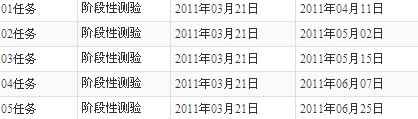 01任务 阶段性测验 2011年03月21日 2011年04月11日
02任务 阶段性测验 2011年03月21日 2011年05月02日
03任务 阶段性测验 2011年03月21日 2011年05月15日
04任务 阶段性测验 2011年03月21日 2011年06月07日
05任务 阶段性测验 2011年03月21日 2011年06月25日